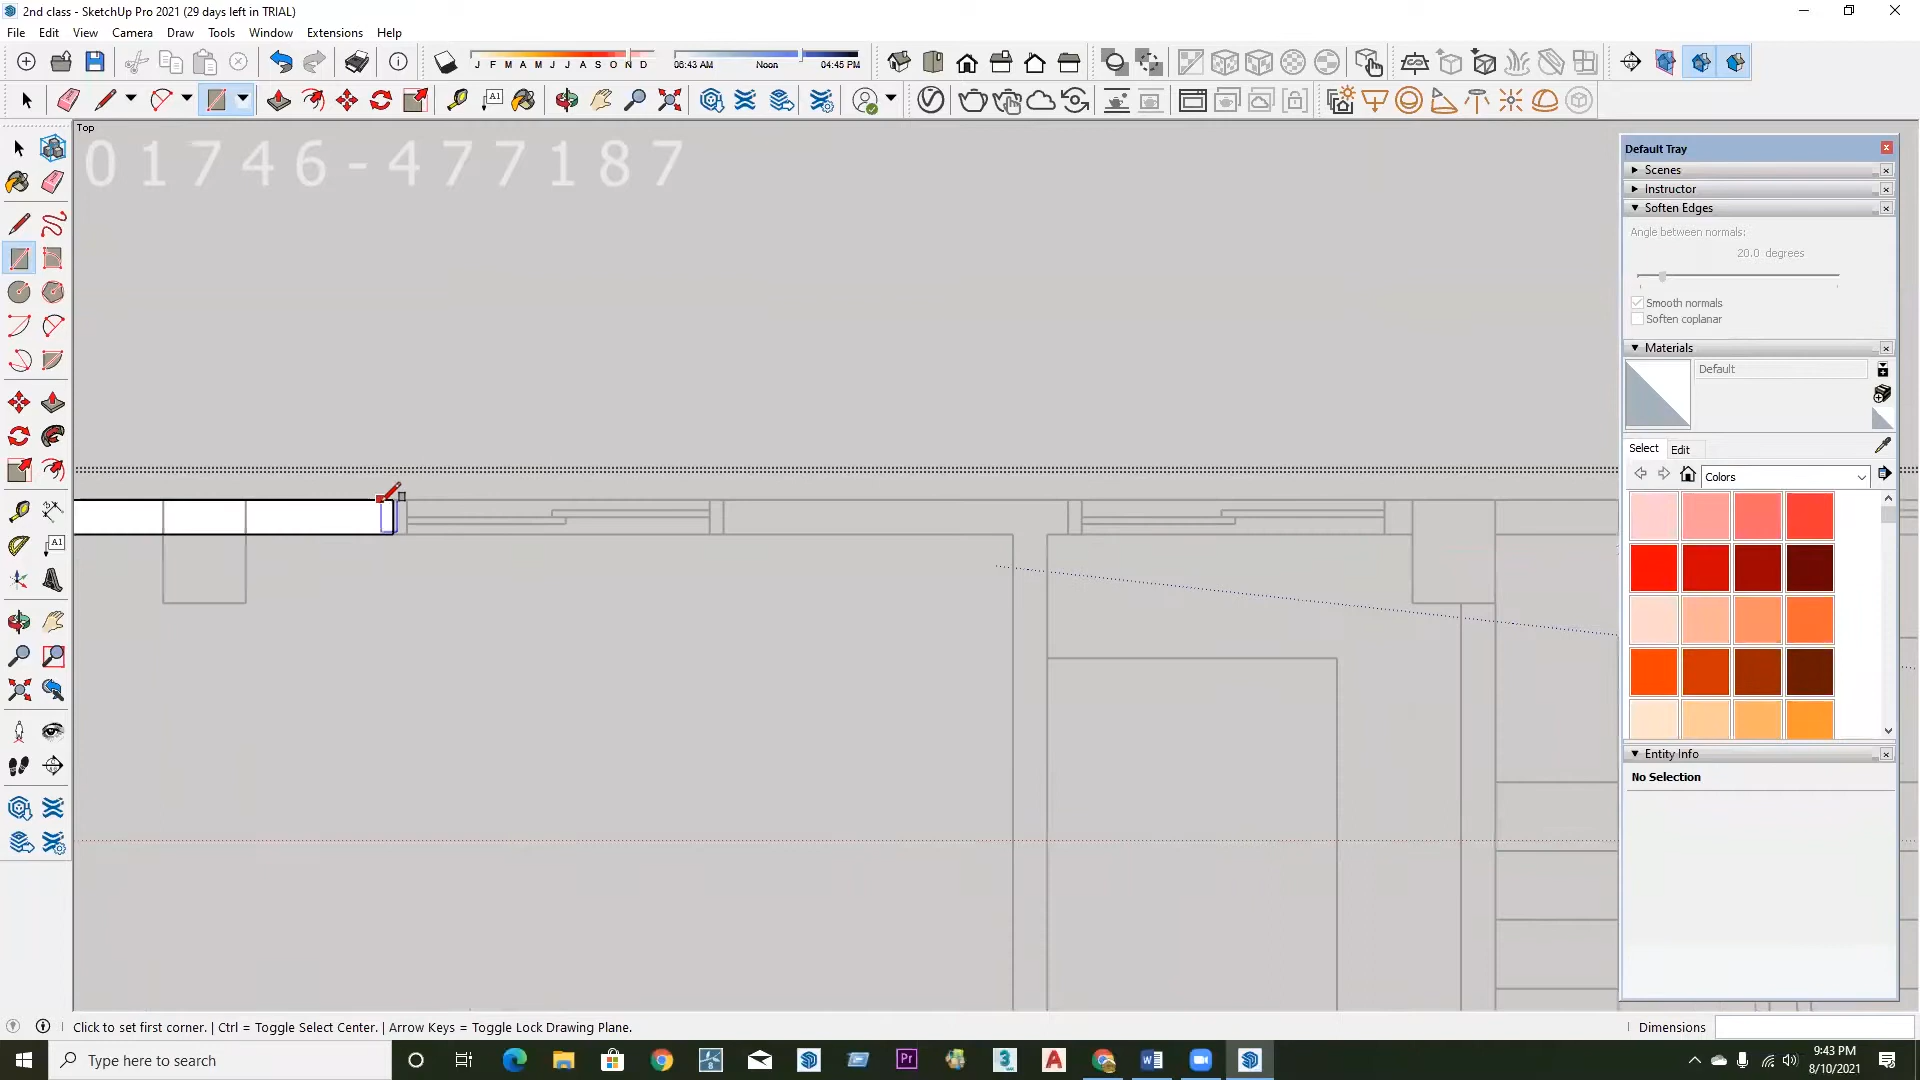 2nd class - SketchUp Pro 2021 (29 days left in TRIAL)
File Edit View Camera Draw Tools Window Extensions Help
J F M A M J J A S O N D
06:43 AM Noon 04:45 PM
A1
Top
01746-477187
Default Tray
Scenes
Instructor
Soften Edges
Angle between normals:
20.0 degrees
Smooth normals
Soften coplanar
Materials
Default
Select Edit
Colors
A1
Entity Info
No Selection
Click to set first corner. | Ctrl = Toggle Select Center. | Arrow Keys = Toggle Lock Drawing Plane.
Dimensions
Type here to search
Pr
3
A
W
9:43 PM
8/10/2021